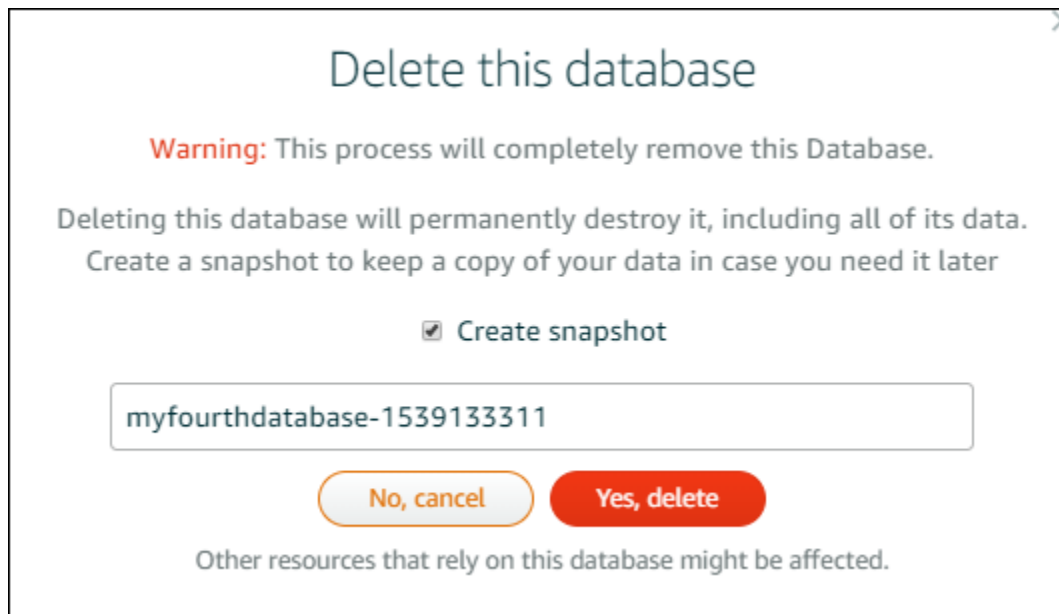 Delete this database
Warning: This process will completely remove this Database.
Deleting this database will permanently destroy it, including all of its data.
Create a snapshot to keep a copy of your data in case you need it later
Create snapshot
myfourthdatabase-1539133311
No, cancel
Yes, delete
Other resources that rely on this database might be affected.